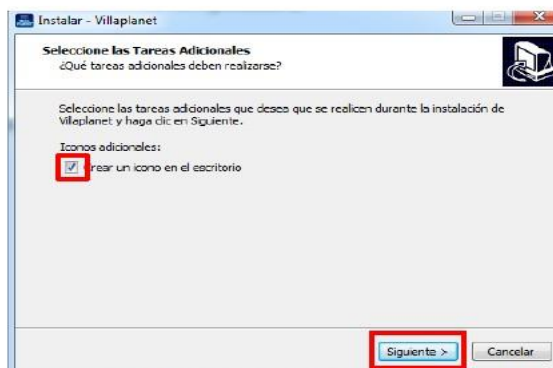 Instalar - Villaplanet
Seleccione las Tareas Adicionales
¿Qué tareas adicionales deben realizarse?
Seleccione las tareas adicionales que desea que se realicen durante la instalación de
Villaplanet y haga clic en Siguiente.
Iconos adicionales:
Crear un icono en el escritorio
Siguiente >
Cancelar